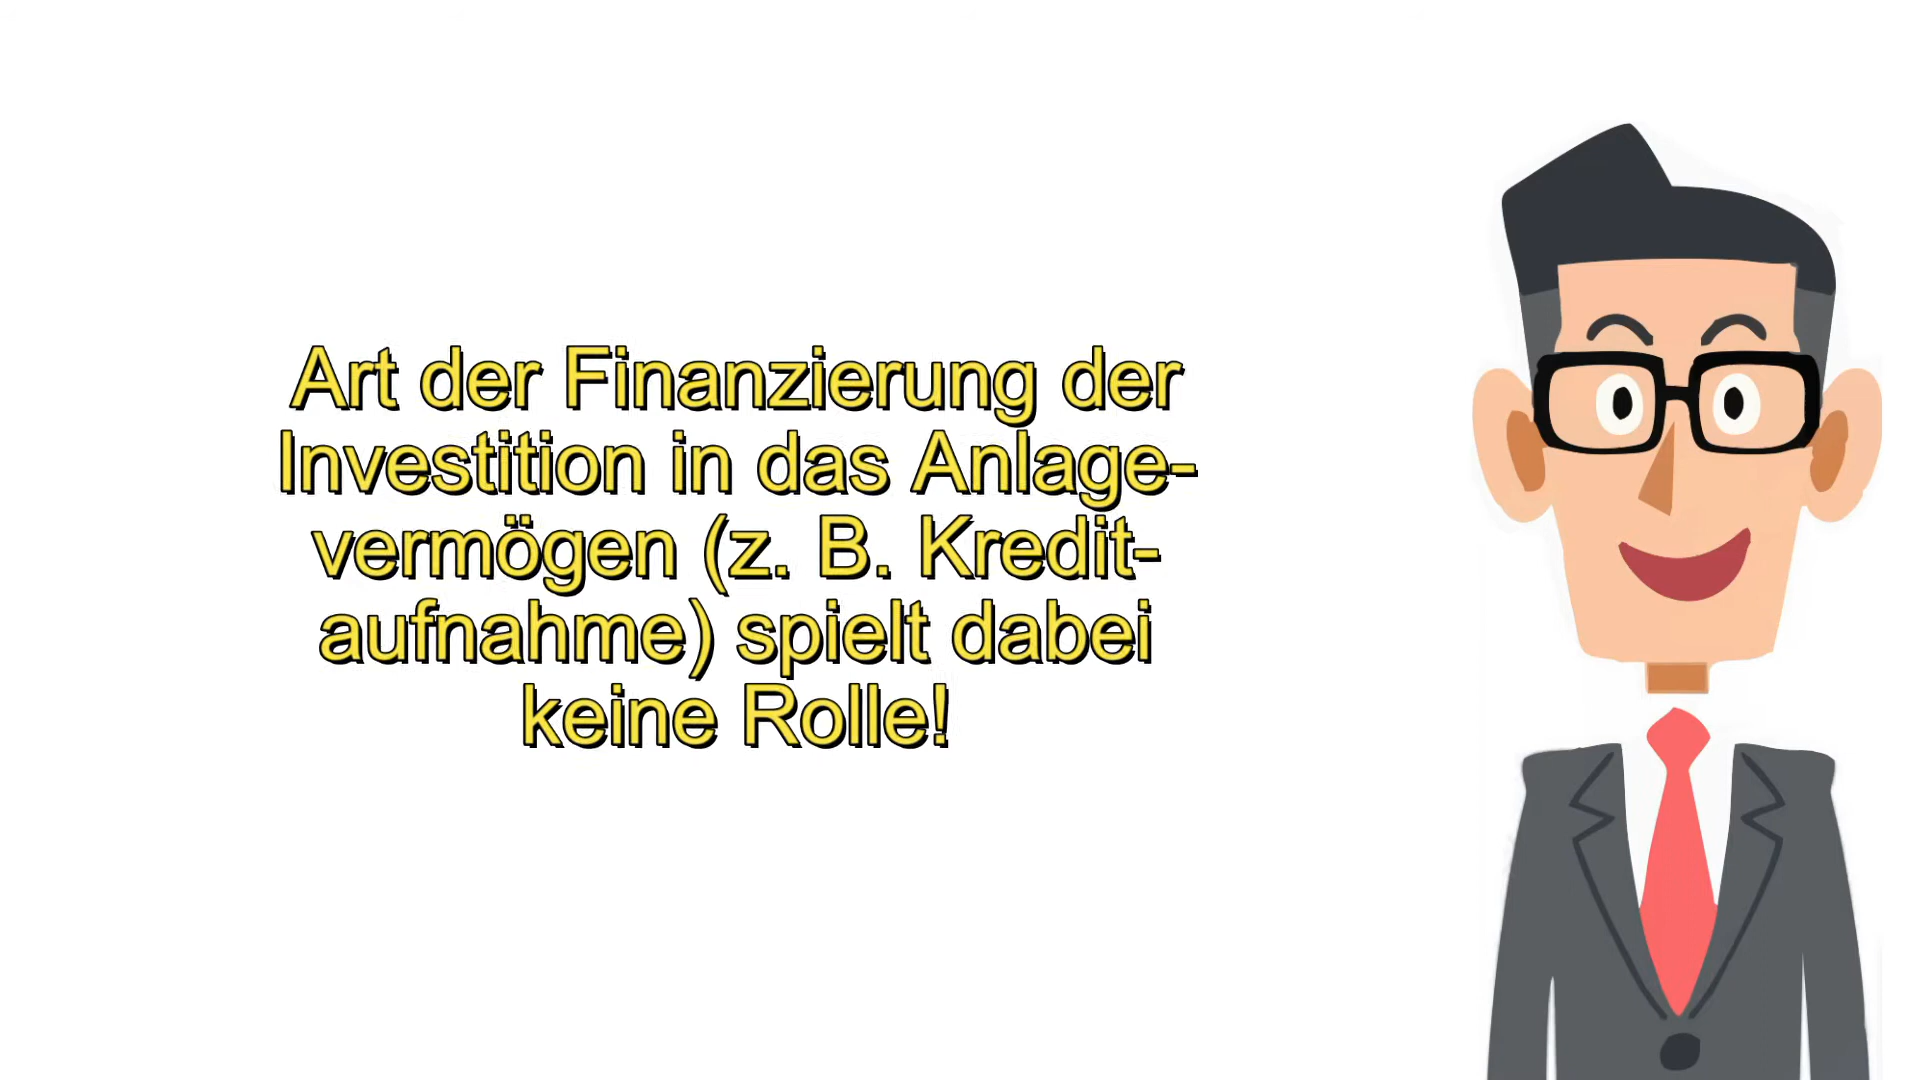 Art der Finanzierung der
Investition in das Anlage-
vermögen (z. B. Kredit-
aufnahme) spielt dabei
keine Rolle!